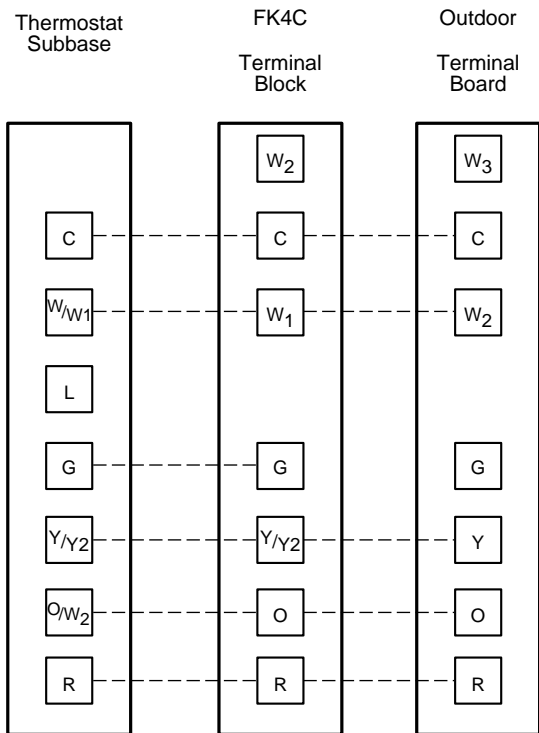 Thermostat
Subbase
FK4C
Terminal
Block
Outdoor
Terminal
Board
W2 W3
C C C
W/W1 W1 W2
L
G G G
Y/Y2 Y/Y2 Y
O/W2 O O
R R R